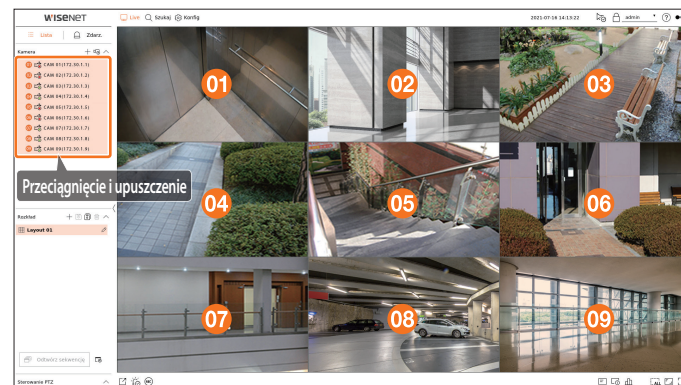 WISENET
Live Szukaj Konfig
2021-07-16 14:13:22
admin
Lista
Zdarz.
Kamera
CAM 01(172.30.1.1)
CAM 02(172.30.1.2)
CAM 03(172.30.1.3)
CAM 04(172.30.1.4)
CAM 05(172.30.1.5)
CAM 06(172.30.1.6)
CAM 07(172.30.1.7)
CAM 08(172.30.1.8)
CAM 09(172.30.1.9)
Przeciągnięcie i upuszczenie
Rozkład
Layout 01
Odtwórz sekwencję
Sterowanie PTZ
01
02
03
04
05
06
07
08
09